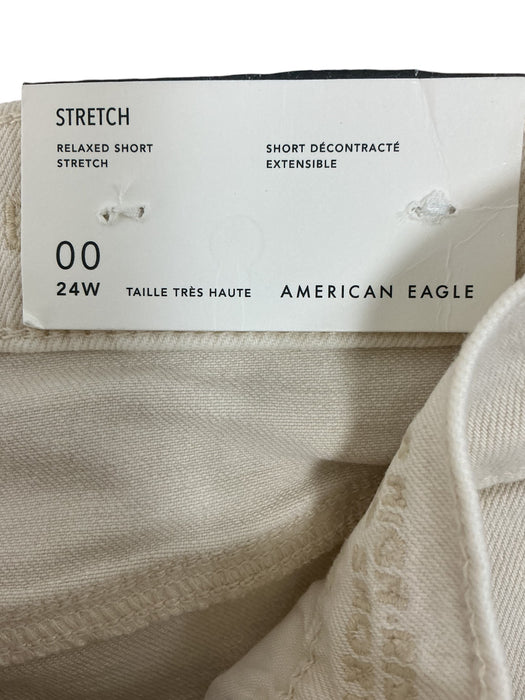 STRETCH
RELAXED SHORT
STRETCH
SHORT DÉCONTRACTÉ
EXTENSIBLE
00
24W
TAILLE TRÈS HAUTE
AMERICAN EAGLE